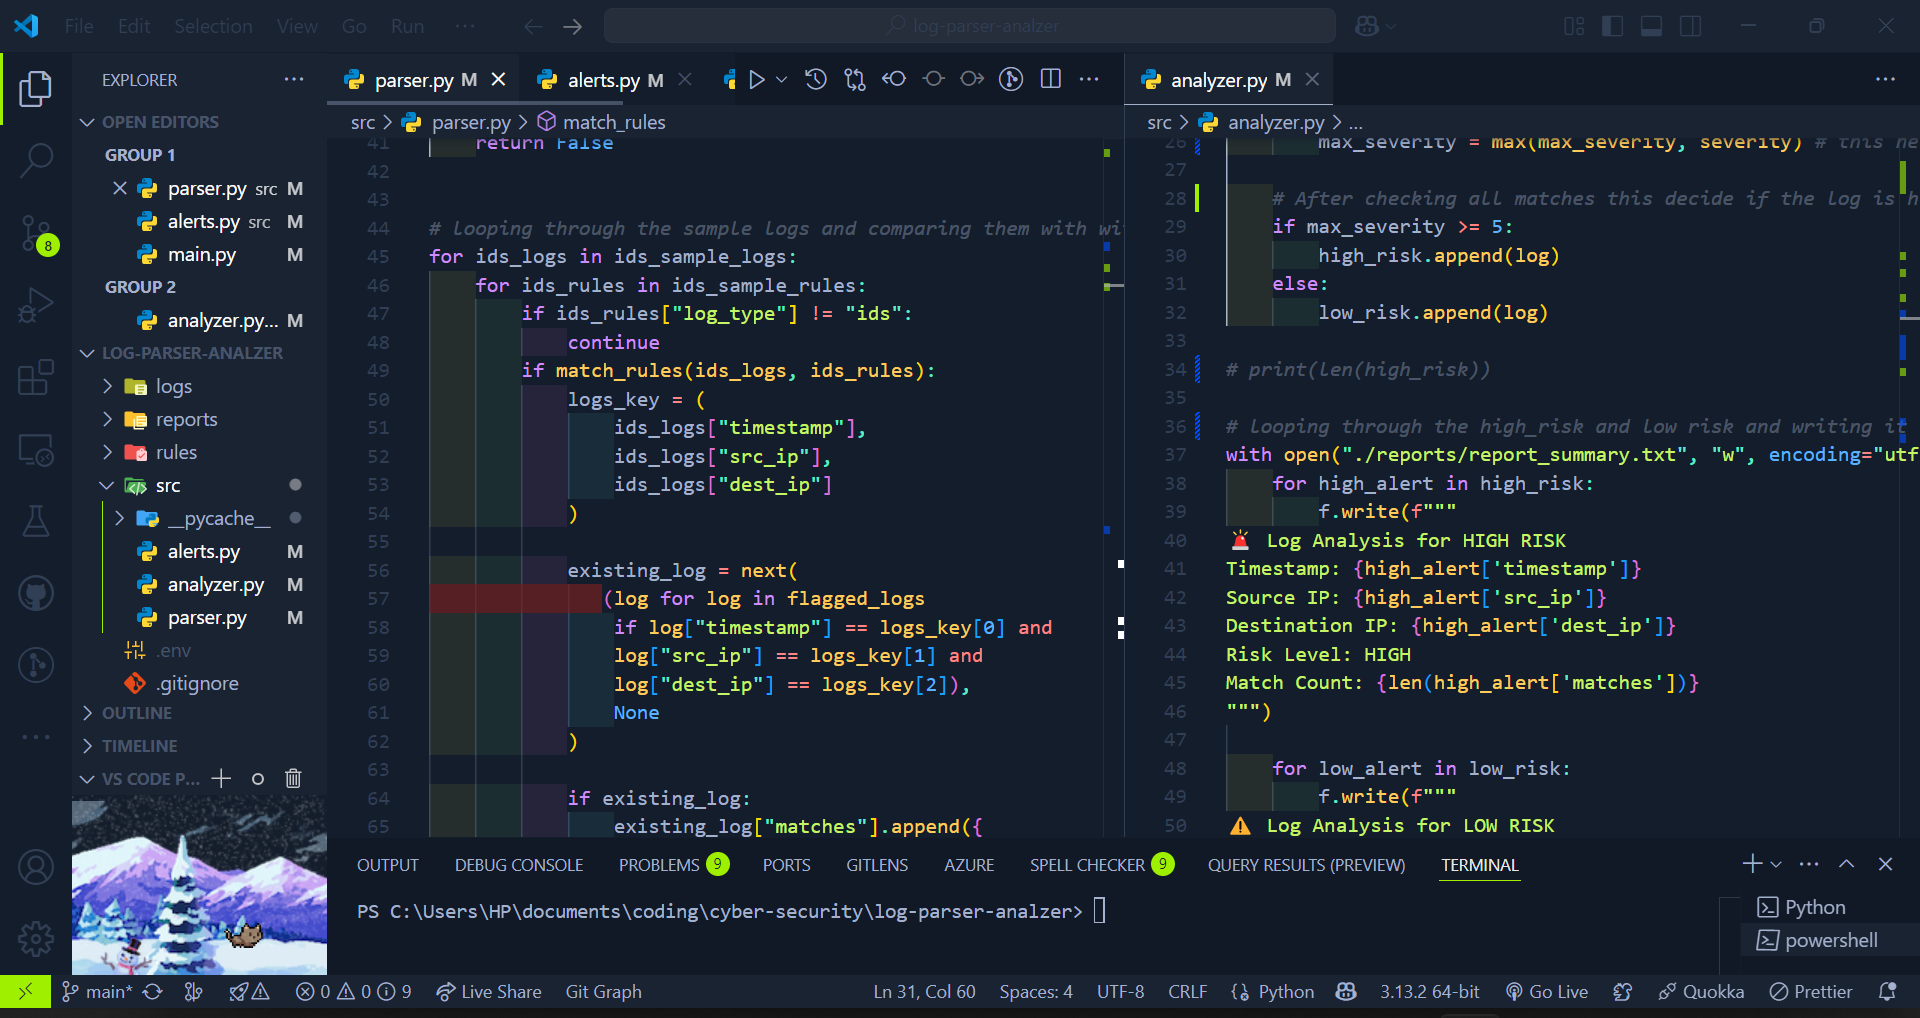 File Edit Selection View Go Run ··· log-parser-analzer
EXPLORER
OPEN EDITORS
GROUP 1
parser.py src M
alerts.py src M
main.py M
GROUP 2
analyzer.py... M
LOG-PARSER-ANALZER
logs
reports
rules
src
__pycache__
alerts.py M
analyzer.py M
parser.py M
.env
.gitignore
OUTLINE
TIMELINE
VS CODE P...
8
parser.py M alerts.py M
src > parser.py > match_rules
41 return False
42
43
44 # looping through the sample logs and comparing them with wi
45 for ids_logs in ids_sample_logs:
46 for ids_rules in ids_sample_rules:
47 if ids_rules["log_type"] != "ids":
48 continue
49 if match_rules(ids_logs, ids_rules):
50 logs_key = (
51 ids_logs["timestamp"],
52 ids_logs["src_ip"],
53 ids_logs["dest_ip"]
54 )
55
56 existing_log = next(
57 (log for log in flagged_logs
58 if log["timestamp"] == logs_key[0] and
59 log["src_ip"] == logs_key[1] and
60 log["dest_ip"] == logs_key[2]),
61 None
62 )
63
64 if existing_log:
65 existing_log["matches"].append({
analyzer.py M
src > analyzer.py > ...
26 max_severity = max(max_severity, severity) # this ne
27
28 # After checking all matches this decide if the log is h
29 if max_severity >= 5:
30 high_risk.append(log)
31 else:
32 low_risk.append(log)
33
34 # print(len(high_risk))
35
36 # looping through the high_risk and low risk and writing it
37 with open("./reports/report_summary.txt", "w", encoding="utf
38 for high_alert in high_risk:
39 f.write(f"""
40 🚨 Log Analysis for HIGH RISK
41 Timestamp: {high_alert['timestamp']}
42 Source IP: {high_alert['src_ip']}
43 Destination IP: {high_alert['dest_ip']}
44 Risk Level: HIGH
45 Match Count: {len(high_alert['matches'])}
46 """)
47
48 for low_alert in low_risk:
49 f.write(f"""
50 ⚠️ Log Analysis for LOW RISK
OUTPUT DEBUG CONSOLE PROBLEMS 9 PORTS GITLENS AZURE SPELL CHECKER 9 QUERY RESULTS (PREVIEW) TERMINAL
PS C:\Users\HP\documents\coding\cyber-security\log-parser-analzer>
Python
powershell
main* 0 0 9 Live Share Git Graph Ln 31, Col 60 Spaces: 4 UTF-8 CRLF Python 3.13.2 64-bit Go Live Quokka Prettier